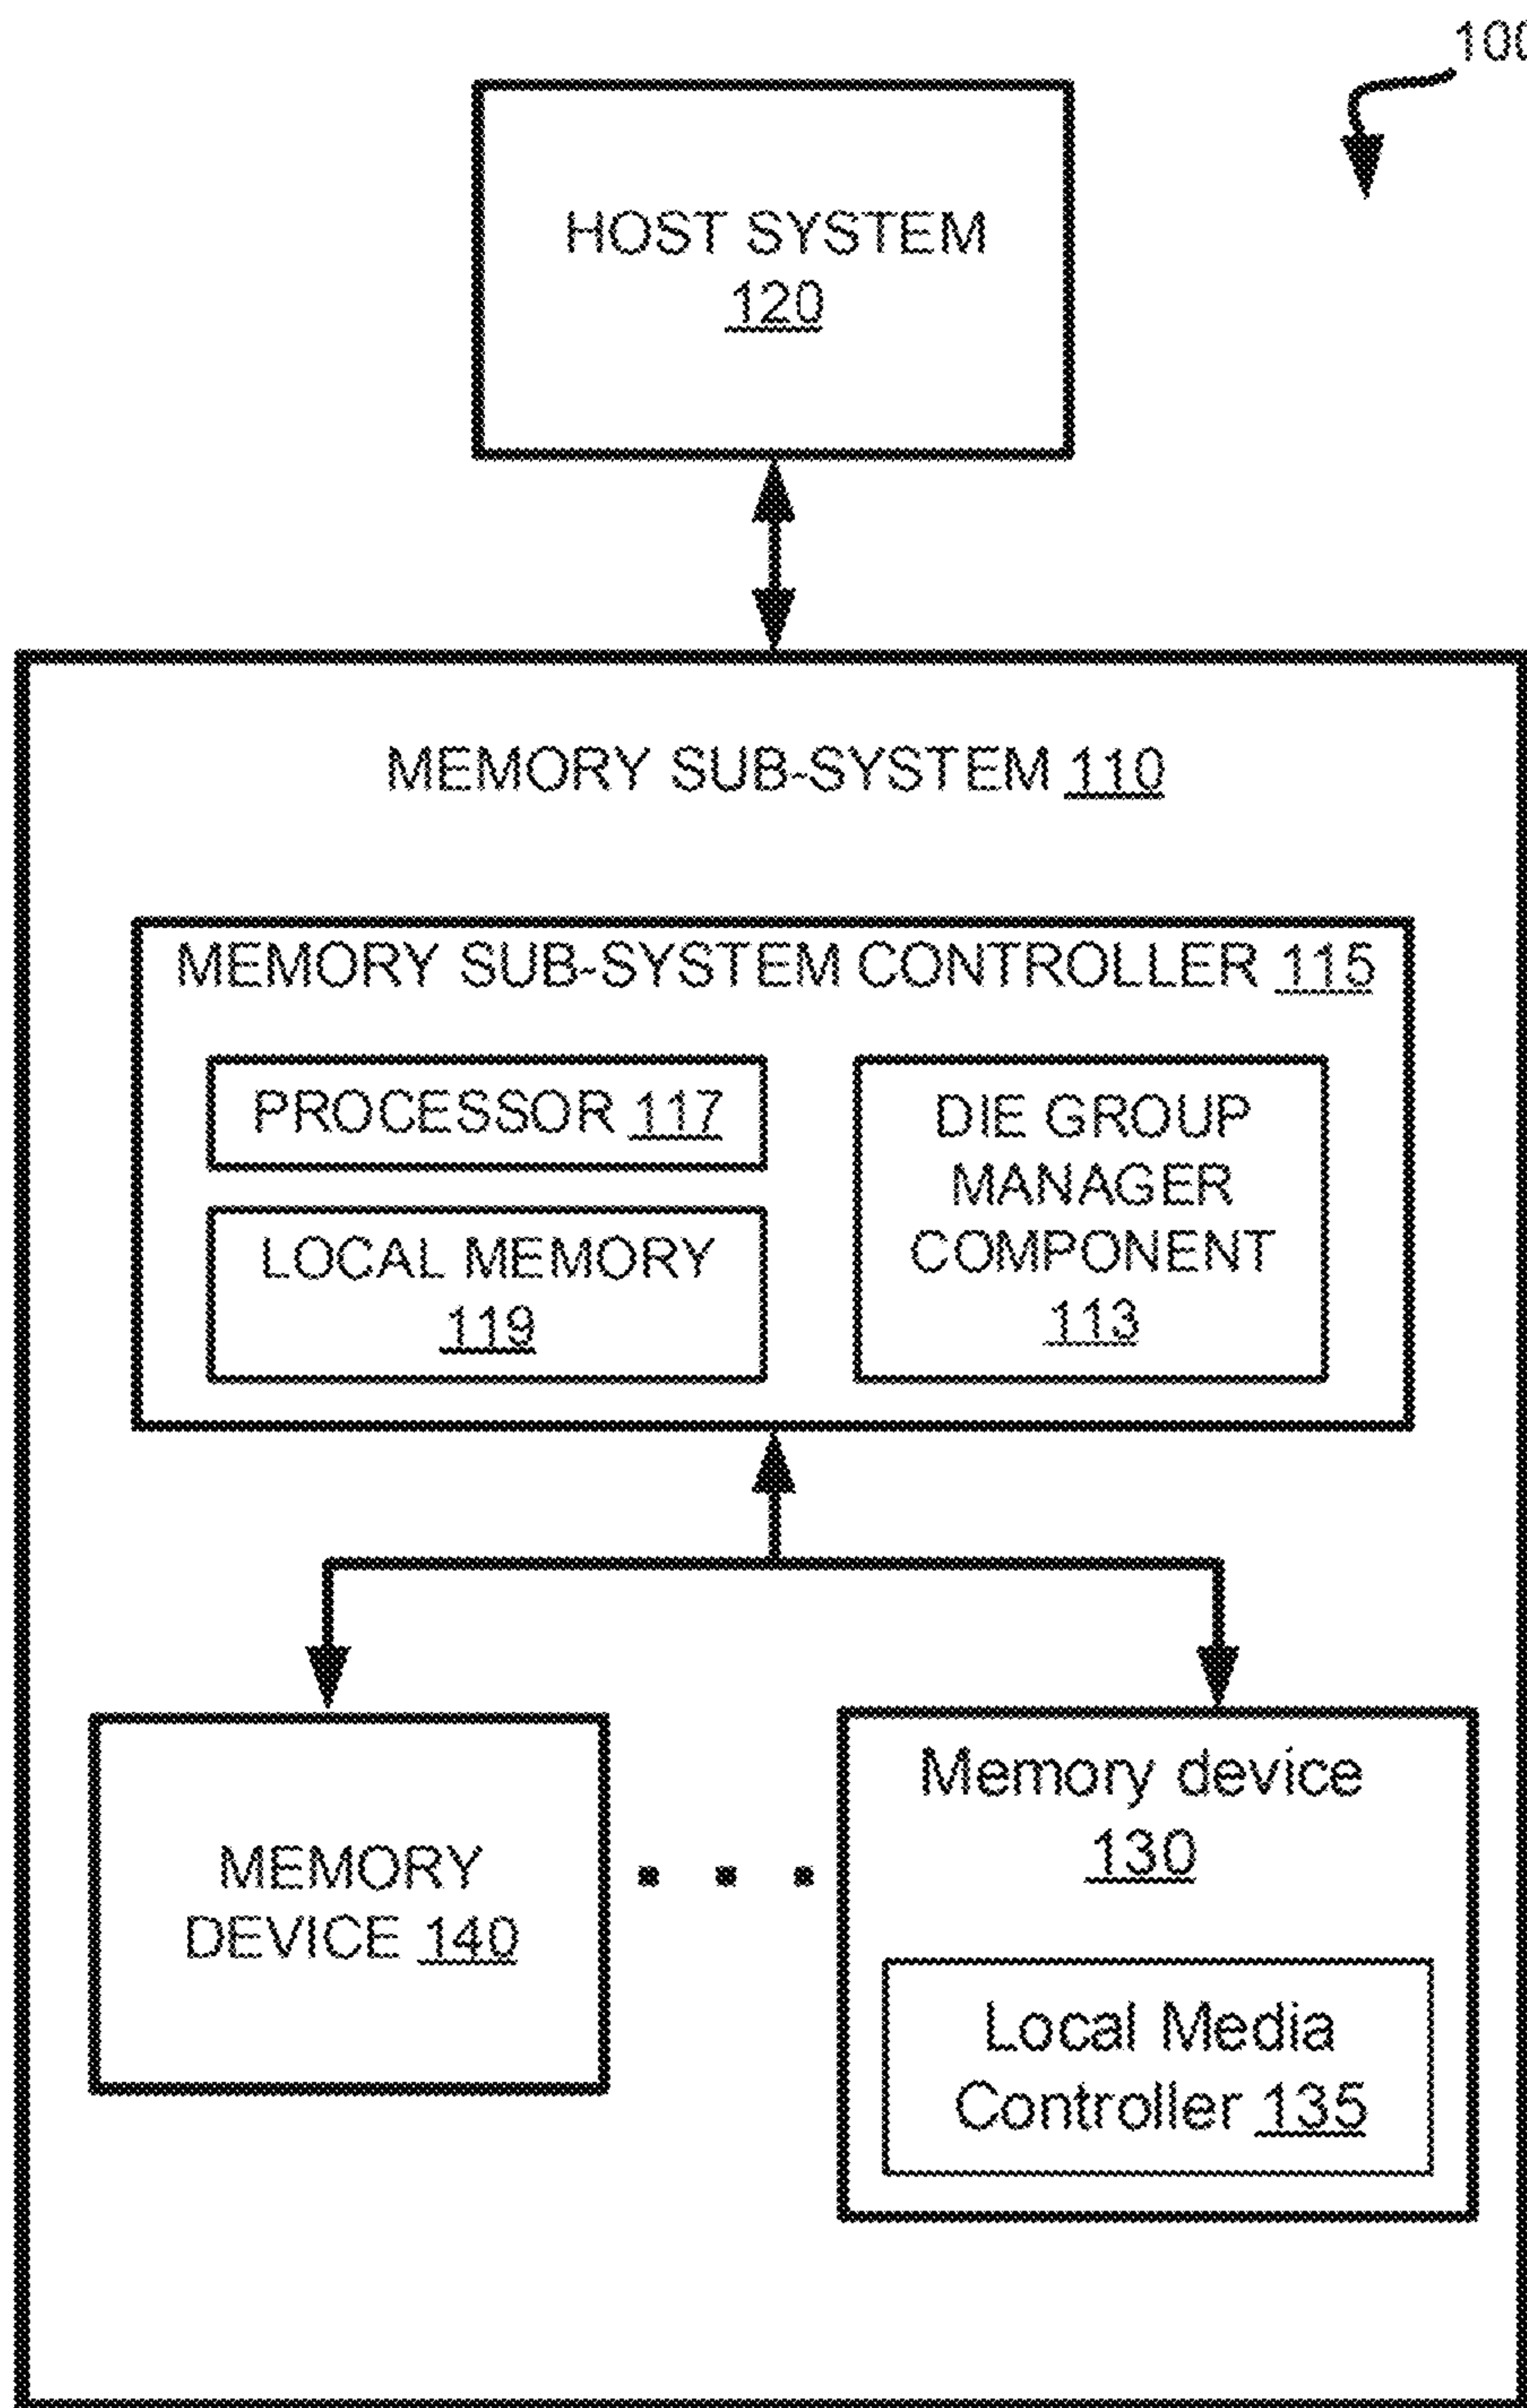 100
HOST SYSTEM
120
MEMORY SUB-SYSTEM 110
MEMORY SUB-SYSTEM CONTROLLER 115
PROCESSOR 117
LOCAL MEMORY
119
DIE GROUP
MANAGER
COMPONENT
113
MEMORY
DEVICE 140
Memory device
130
Local Media
Controller 135